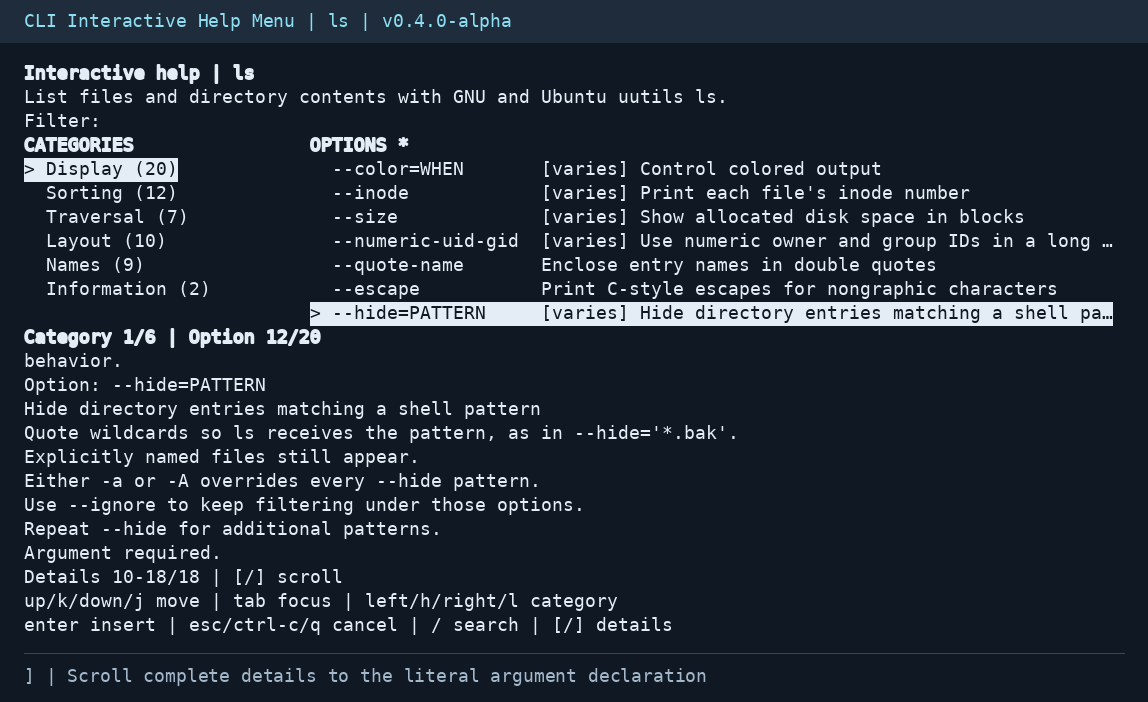 CLI Interactive Help Menu | ls | v0.4.0-alpha
Interactive help | ls
List files and directory contents with GNU and Ubuntu uutils ls.
Filter:
CATEGORIES                OPTIONS *
> Display (20)              --color=WHEN       [varies] Control colored output
  Sorting (12)              --inode            [varies] Print each file's inode number
  Traversal (7)             --size             [varies] Show allocated disk space in blocks
  Layout (10)               --numeric-uid-gid  [varies] Use numeric owner and group IDs in a long …
  Names (9)                 --quote-name       Enclose entry names in double quotes
  Information (2)           --escape           Print C-style escapes for nongraphic characters
                          > --hide=PATTERN     [varies] Hide directory entries matching a shell pa…
Category 1/6 | Option 12/20
behavior.
Option: --hide=PATTERN
Hide directory entries matching a shell pattern
Quote wildcards so ls receives the pattern, as in --hide='*.bak'.
Explicitly named files still appear.
Either -a or -A overrides every --hide pattern.
Use --ignore to keep filtering under those options.
Repeat --hide for additional patterns.
Argument required.
Details 10-18/18 | [/] scroll
up/k/down/j move | tab focus | left/h/right/l category
enter insert | esc/ctrl-c/q cancel | / search | [/] details
] | Scroll complete details to the literal argument declaration